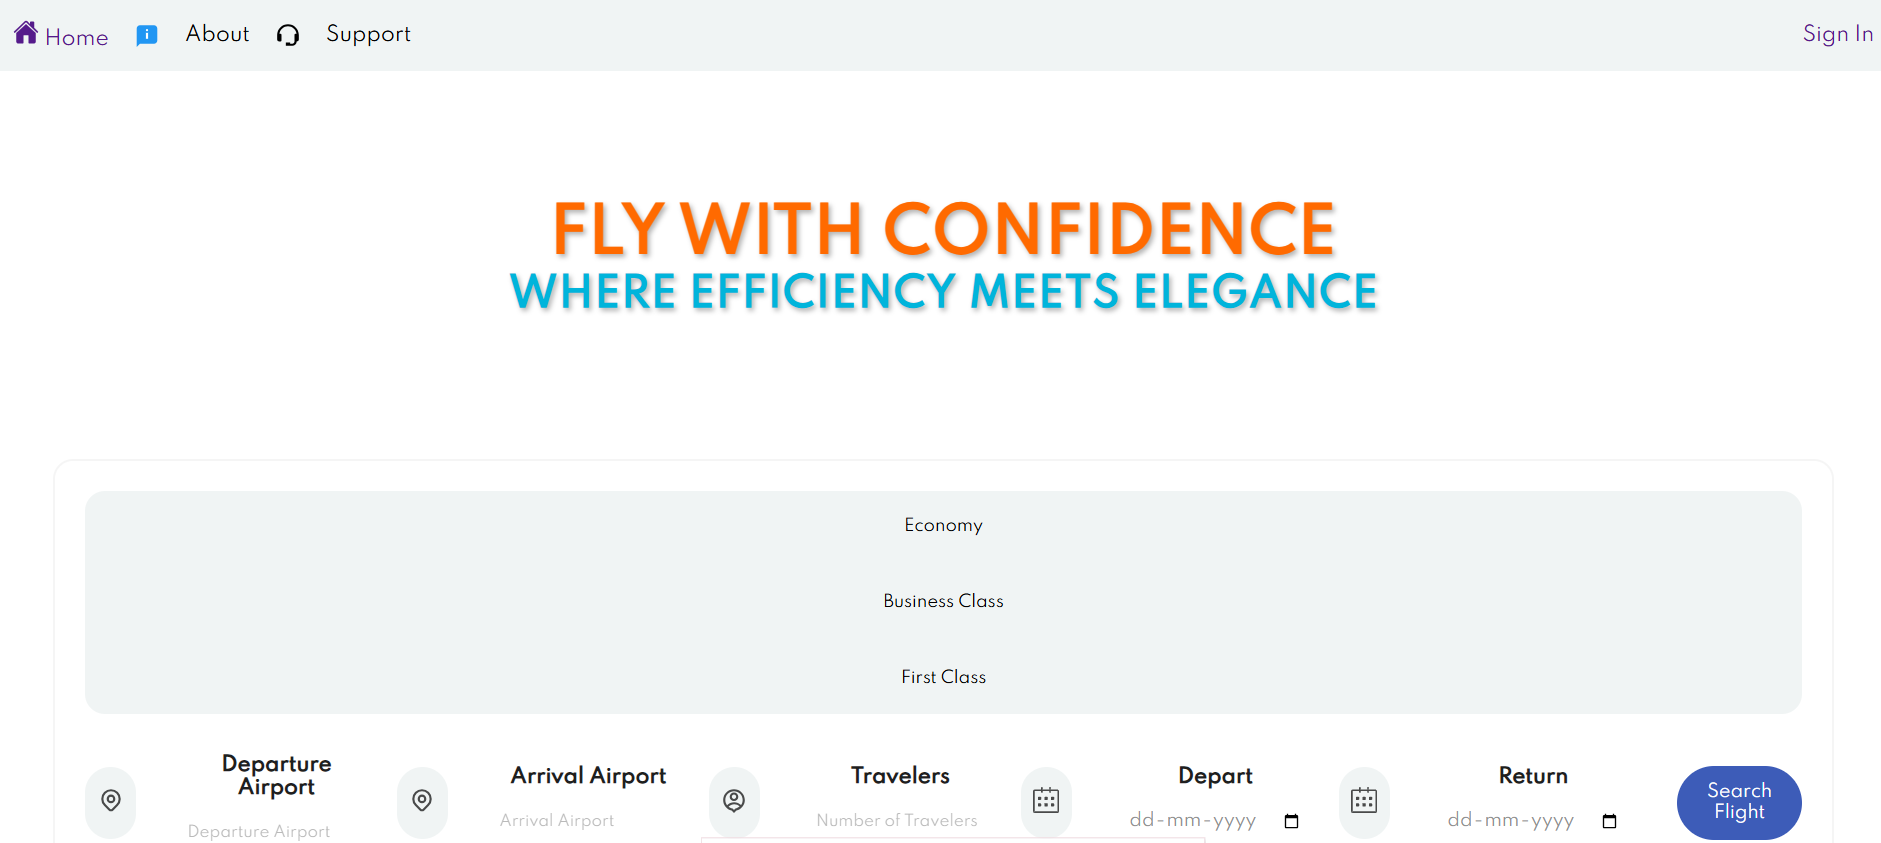 Home About Support Sign In
FLY WITH CONFIDENCE
WHERE EFFICIENCY MEETS ELEGANCE
Economy
Business Class
First Class
Departure
Airport
Departure Airport
Arrival Airport
Arrival Airport
Travelers
Number of Travelers
Depart
dd-mm-yyyy
Return
dd-mm-yyyy
Search
Flight